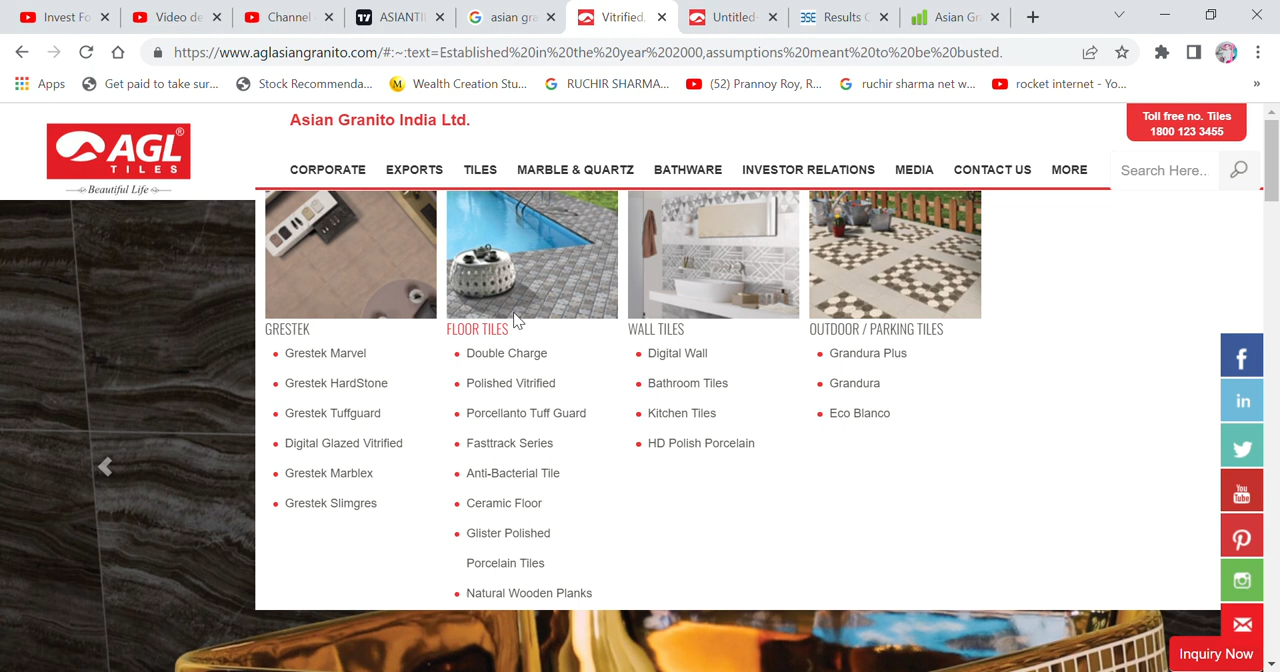 Invest Fo
Video de
Channel
ASIANTI
asian gra
Vitrified,
Untitled-
Results C
Asian Gr
https://www.aglasiangranito.com/#:~:text=Established%20in%20the%20year%202000,assumptions%20meant%20to%20be%20busted.
Apps
Get paid to take sur...
Stock Recommenda...
M
Wealth Creation Stu...
RUCHIR SHARMA...
(52) Prannoy Roy, R...
ruchir sharma net w...
rocket internet - Yo...
»
AGL®
TILES
Beautiful Life
Asian Granito India Ltd.
Toll free no. Tiles
1800 123 3455
CORPORATE EXPORTS TILES MARBLE & QUARTZ BATHWARE INVESTOR RELATIONS MEDIA CONTACT US MORE
Search Here..
GRESTEK
Grestek Marvel
Grestek HardStone
Grestek Tuffguard
Digital Glazed Vitrified
Grestek Marblex
Grestek Slimgres
FLOOR TILES
Double Charge
Polished Vitrified
Porcellanto Tuff Guard
Fasttrack Series
Anti-Bacterial Tile
Ceramic Floor
Glister Polished
Porcelain Tiles
Natural Wooden Planks
WALL TILES
Digital Wall
Bathroom Tiles
Kitchen Tiles
HD Polish Porcelain
OUTDOOR / PARKING TILES
Grandura Plus
Grandura
Eco Blanco
You
Tube
Inquiry Now